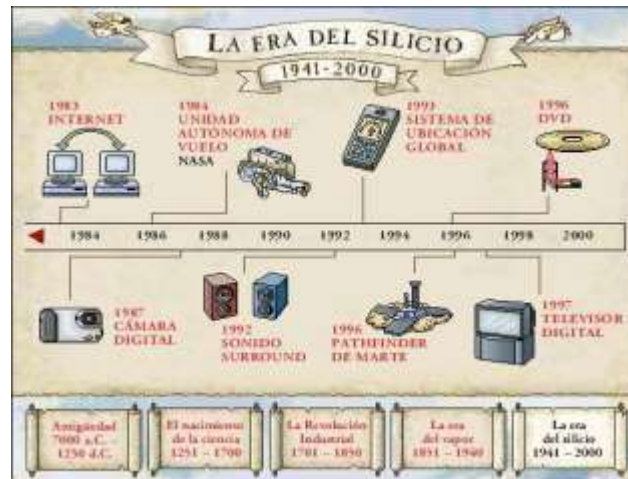 LA ERA DEL SILICIO
1941-2000
1983
INTERNET
1984
UNIDAD
AUTÓNOMA DE
VUELO
NASA
1993
SISTEMA DE
UBICACIÓN
GLOBAL
1996
DVD
1984 1986 1988 1990 1992 1994 1996 1998 2000
1987
CÁMARA
DIGITAL
1992
SONIDO
SURROUND
1996
PATHFINDER
DE MARTE
1997
TELEVISOR
DIGITAL
Antigüedad
7000 a.C. -
1250 d.C.
El nacimiento
de la ciencia
1251 – 1700
La Revolución
Industrial
1701 – 1850
La era
del vapor
1851 – 1940
La era
del silicio
1941 – 2000